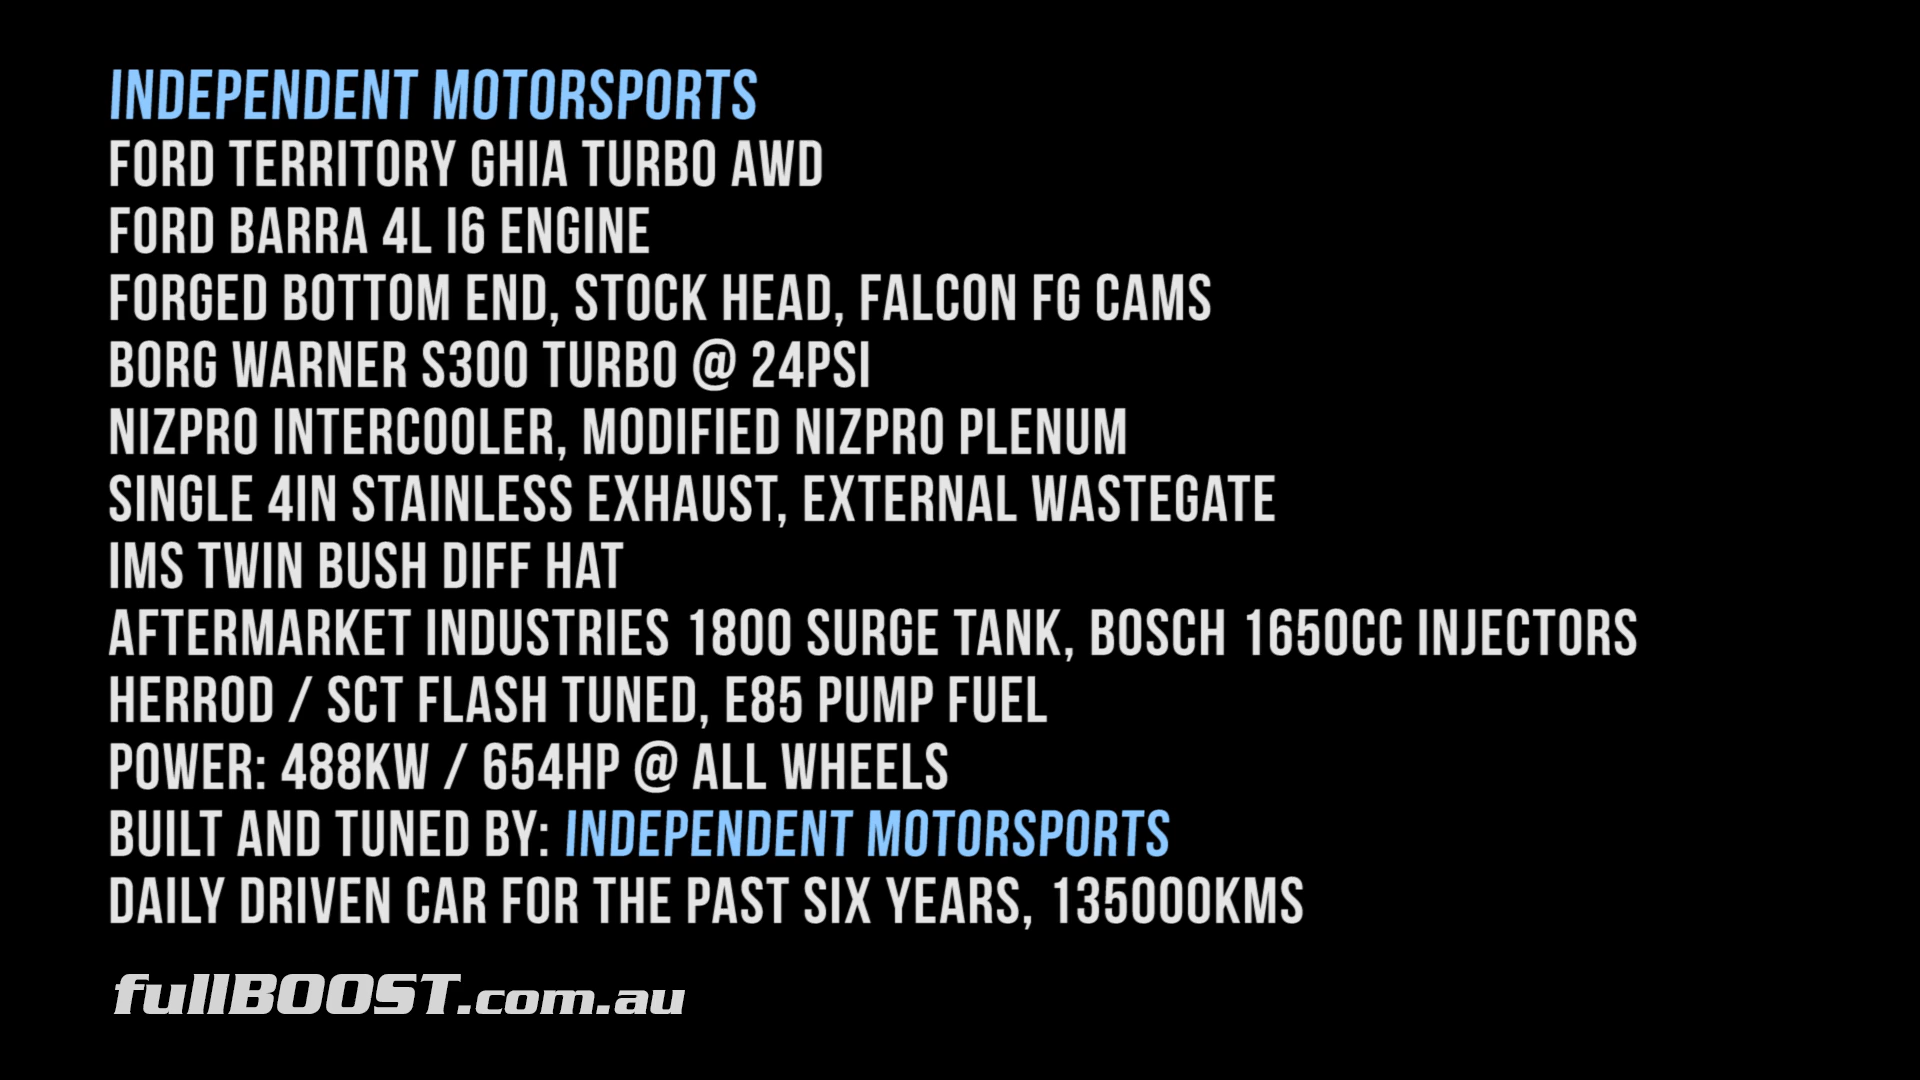 INDEPENDENT MOTORSPORTS
FORD TERRITORY GHIA TURBO AWD
FORD BARRA 4L I6 ENGINE
FORGED BOTTOM END, STOCK HEAD, FALCON FG CAMS
BORG WARNER S300 TURBO @ 24PSI
NIZPRO INTERCOOLER, MODIFIED NIZPRO PLENUM
SINGLE 4IN STAINLESS EXHAUST, EXTERNAL WASTEGATE
IMS TWIN BUSH DIFF HAT
AFTERMARKET INDUSTRIES 1800 SURGE TANK, BOSCH 1650CC INJECTORS
HERROD / SCT FLASH TUNED, E85 PUMP FUEL
POWER: 488KW / 654HP @ ALL WHEELS
BUILT AND TUNED BY: INDEPENDENT MOTORSPORTS
DAILY DRIVEN CAR FOR THE PAST SIX YEARS, 135000KMS
fullBOOST.com.au